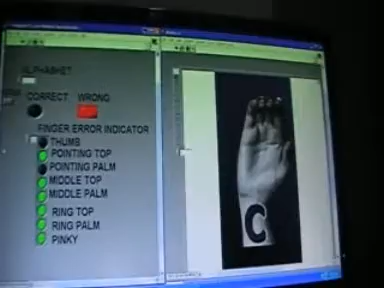 ALPHABHET
CORRECT WRONG
FINGER ERROR INDICATOR
THUMB
POINTING TOP
POINTING PALM
MIDDLE TOP
MIDDLE PALM
RING TOP
RING PALM
PINKY
C